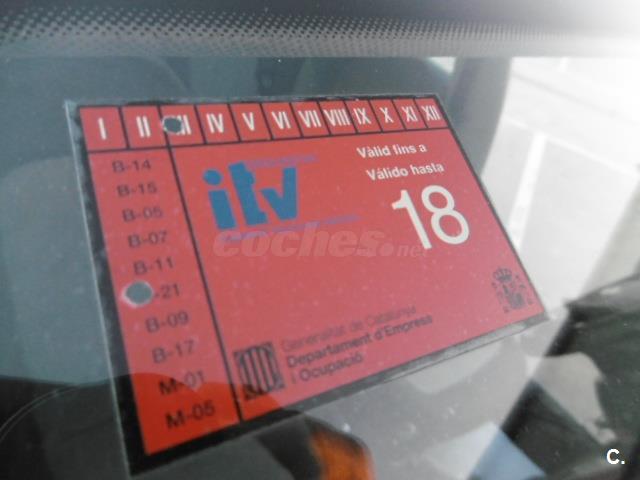 I II III IV V VI VII VIII IX X XI XII
B-14
B-15
B-05
B-07
B-11
-21
B-09
B-17
M-01
M-05
itv
Vàlid fins a
Válido hasta
18
coches.net
Generalitat de Catalunya
Departament d'Empresa
i Ocupació
C.